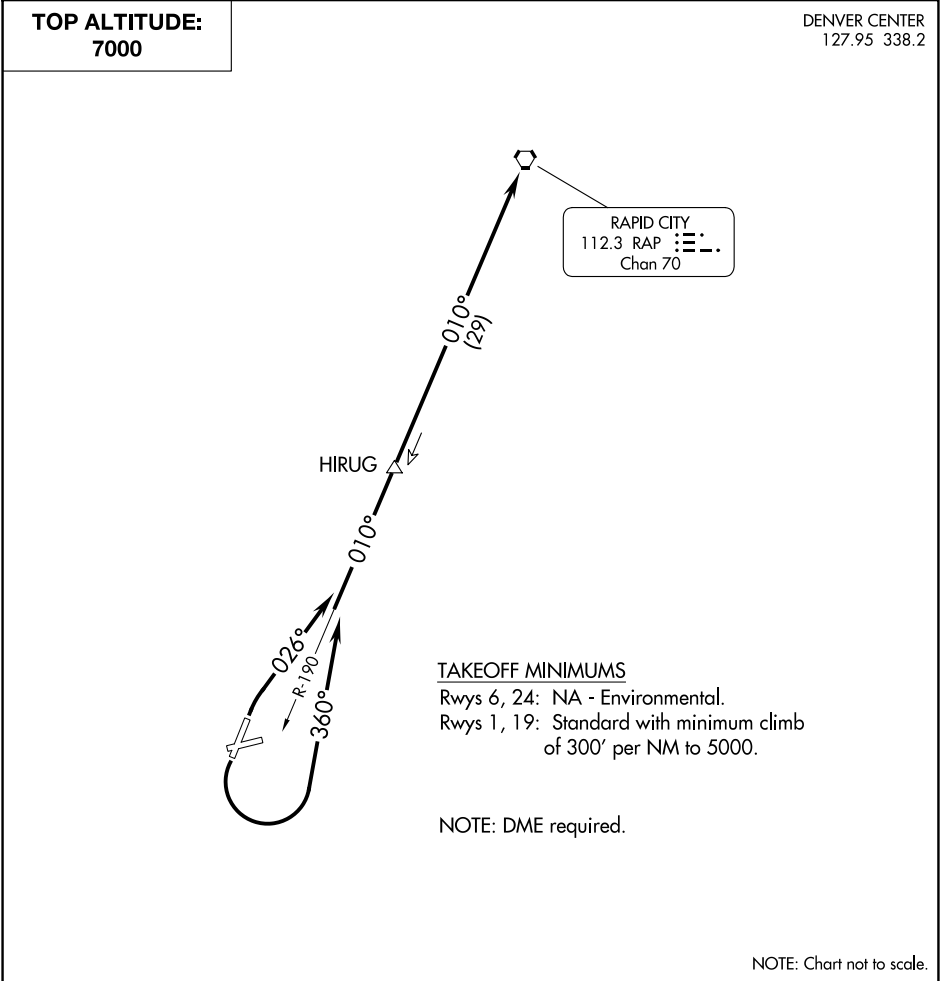 TOP ALTITUDE:
7000
DENVER CENTER
127.95 338.2
RAPID CITY
112.3 RAP
Chan 70
010°
(29)
HIRUG
010°
026°
R-190
360°
TAKEOFF MINIMUMS
Rwys 6, 24: NA - Environmental.
Rwys 1, 19: Standard with minimum climb
of 300' per NM to 5000.
NOTE: DME required.
NOTE: Chart not to scale.